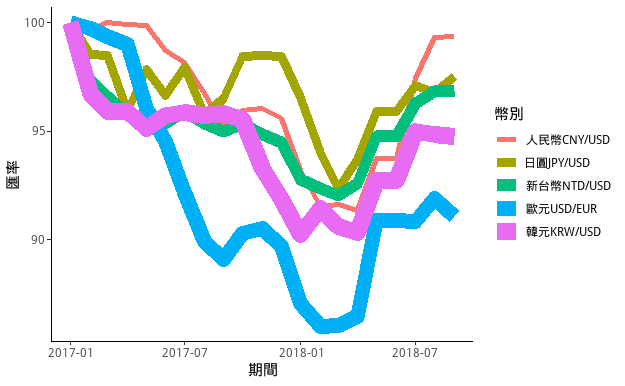 100
95
90
匯率
2017-01
2017-07
2018-01
2018-07
期間
幣別
人民幣CNY/USD
日圓JPY/USD
新台幣NTD/USD
歐元USD/EUR
韓元KRW/USD